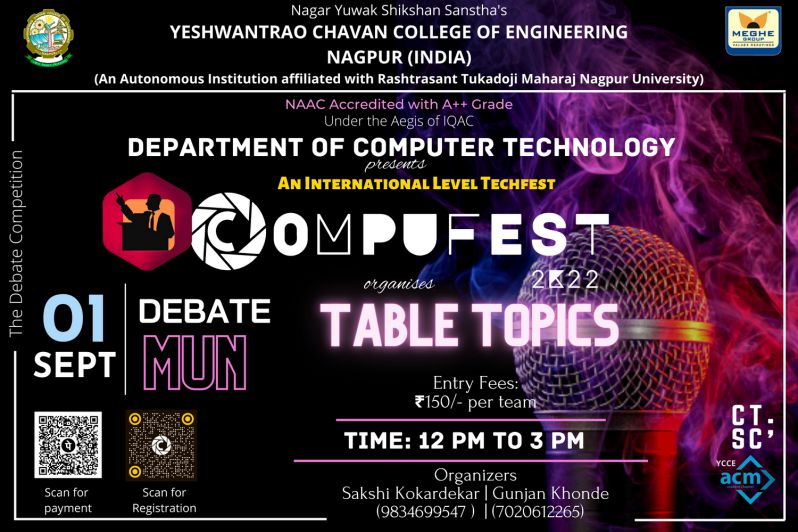 Nagar Yuwak Shikshan Sanstha's
YESHWANTRAO CHAVAN COLLEGE OF ENGINEERING
NAGPUR (INDIA)
(An Autonomous Institution affiliated with Rashtrasant Tukadoji Maharaj Nagpur University)
MEGHE
GROUP
VALUES REDEFINED
NAAC Accredited with A++ Grade
Under the Aegis of IQAC
DEPARTMENT OF COMPUTER TECHNOLOGY
presents
AN INTERNATIONAL LEVEL TECHFEST
COMPUFEST
2K22
The Debate Competition
organises
01
SEPT
DEBATE
MUN
TABLE TOPICS
Entry Fees:
₹150/- per team
TIME: 12 PM TO 3 PM
Organizers
Sakshi Kokardekar | Gunjan Khonde
(9834699547 ) | (7020612265)
Scan for
payment
Scan for
Registration
CT
SC;
YCCE
acm